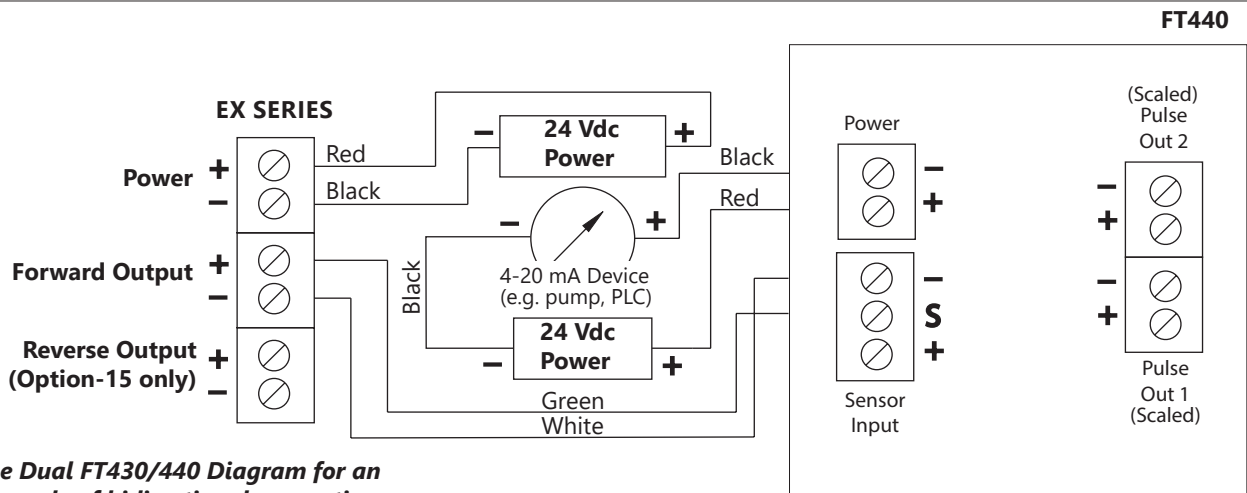 FT440
EX SERIES
Power + −
Red
Black
− 24 Vdc Power +
Black
Red
Forward Output + −
Black
− +
4-20 mA Device
(e.g. pump, PLC)
− 24 Vdc Power +
Reverse Output + −
(Option-15 only)
Green
White
Power
−
+
−
S
+
Sensor
Input
(Scaled)
Pulse
Out 2
−
+
−
+
Pulse
Out 1
(Scaled)
Dual FT430/440 Diagram for an